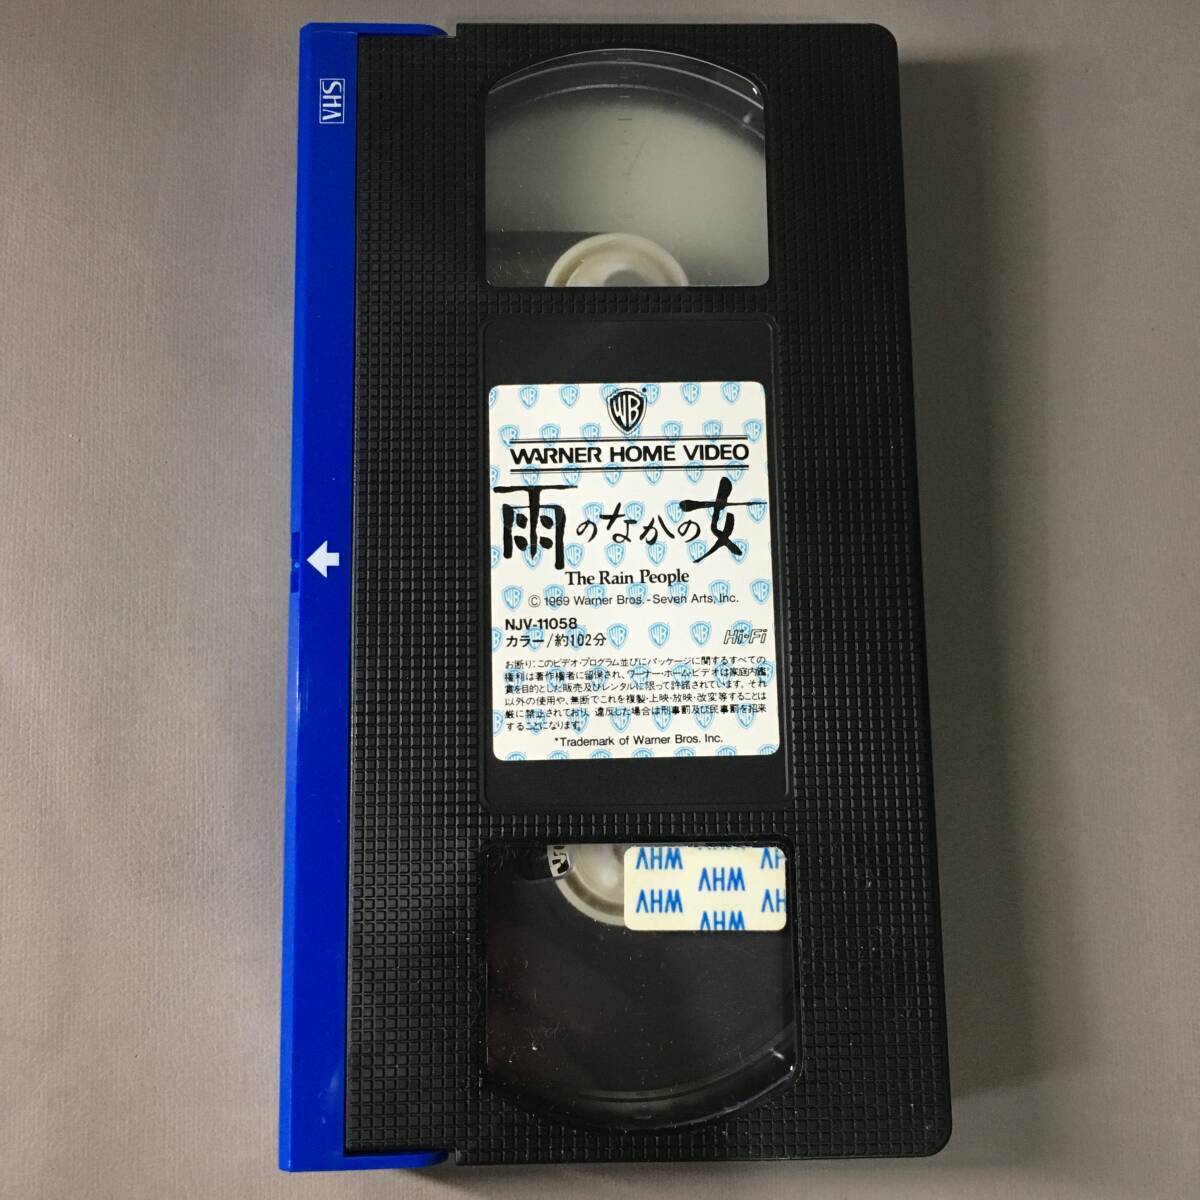 VHS
WB
WARNER HOME VIDEO
雨のなかの女
The Rain People
© 1969 Warner Bros.-Seven Arts, Inc.
NJV-11058
カラー/約102分
Hi-Fi
お断り:このビデオ・プログラム並びにパッケージに関するすべての
権利は著作権者に留保され、ワーナー・ホーム・ビデオは家庭内鑑
賞を目的とした販売及びレンタルに限って許諾されています。それ
以外の使用や、無断でこれを複製・上映・放映・改変等することは
厳に禁止されており、違反した場合は刑事罰及び民事罰を招来
することになります。
*Trademark of Warner Bros. Inc.
WHV WHV
WHV
WHV WHV
WHV